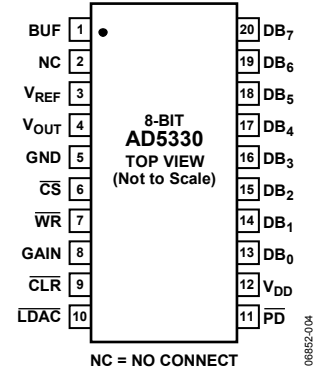 BUF 1
NC 2
VREF 3
VOUT 4
GND 5
CS 6
WR 7
GAIN 8
CLR 9
LDAC 10
8-BIT
AD5330
TOP VIEW
(Not to Scale)
20 DB7
19 DB6
18 DB5
17 DB4
16 DB3
15 DB2
14 DB1
13 DB0
12 VDD
11 PD
NC = NO CONNECT
06852-004